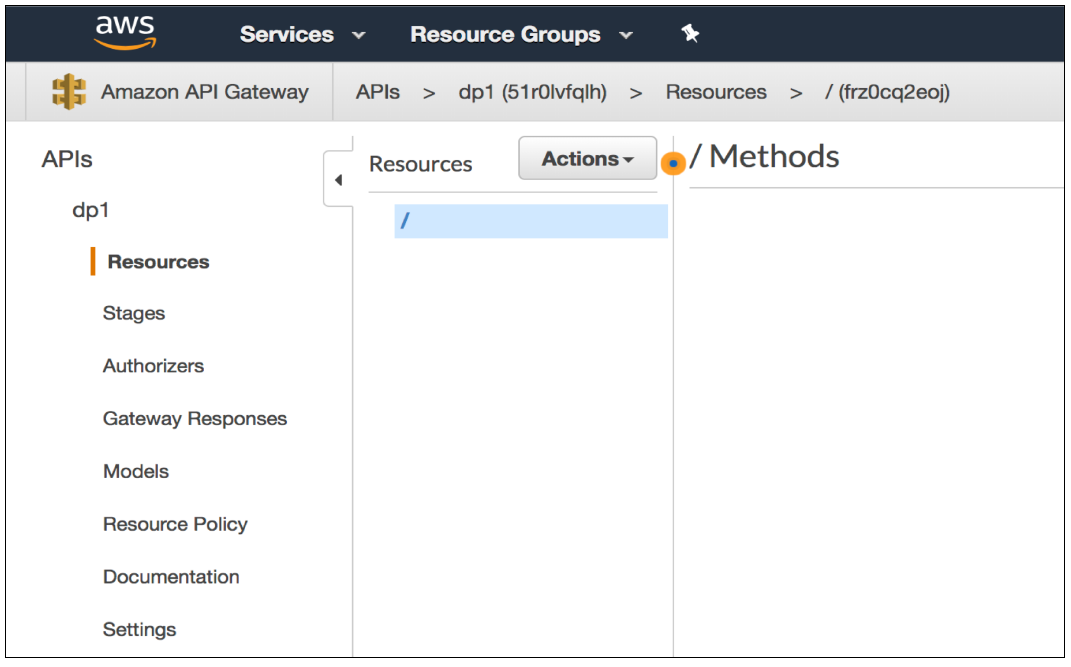 aws Services Resource Groups
Amazon API Gateway APIs > dp1 (51r0lvfqlh) > Resources > / (frz0cq2eoj)
APIs
dp1
Resources
Stages
Authorizers
Gateway Responses
Models
Resource Policy
Documentation
Settings
Resources Actions
/
/ Methods